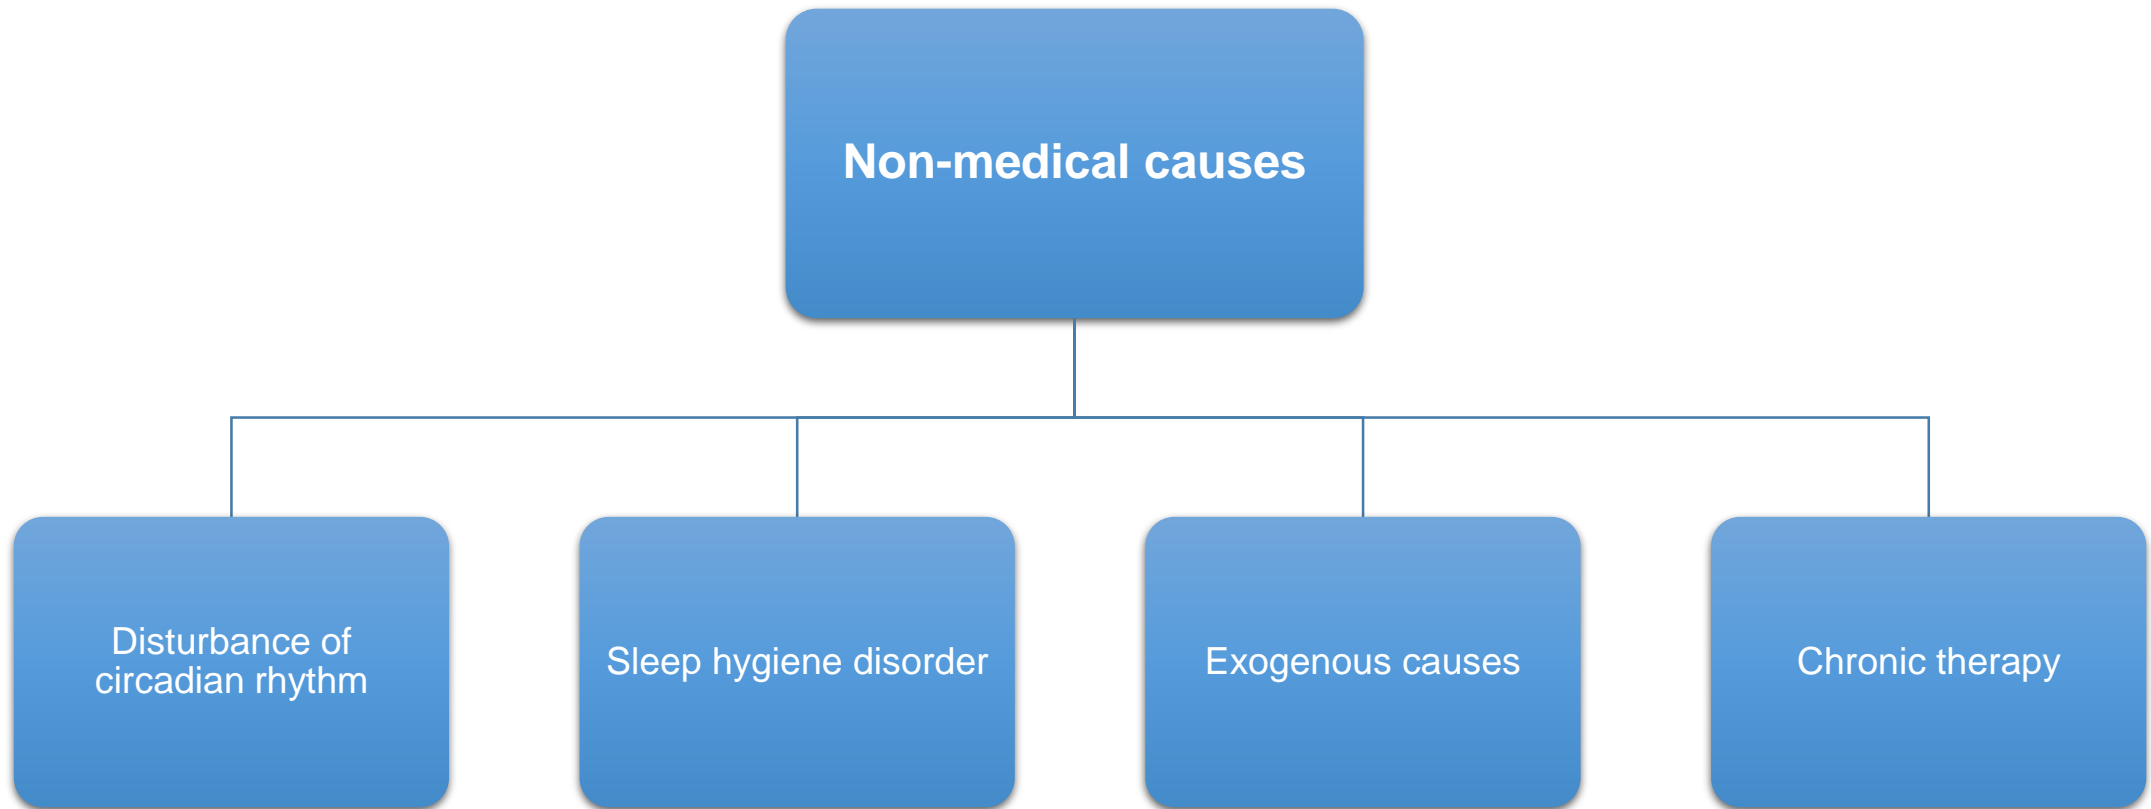 Non-medical causes
Disturbance of
circadian rhythm
Sleep hygiene disorder
Exogenous causes
Chronic therapy